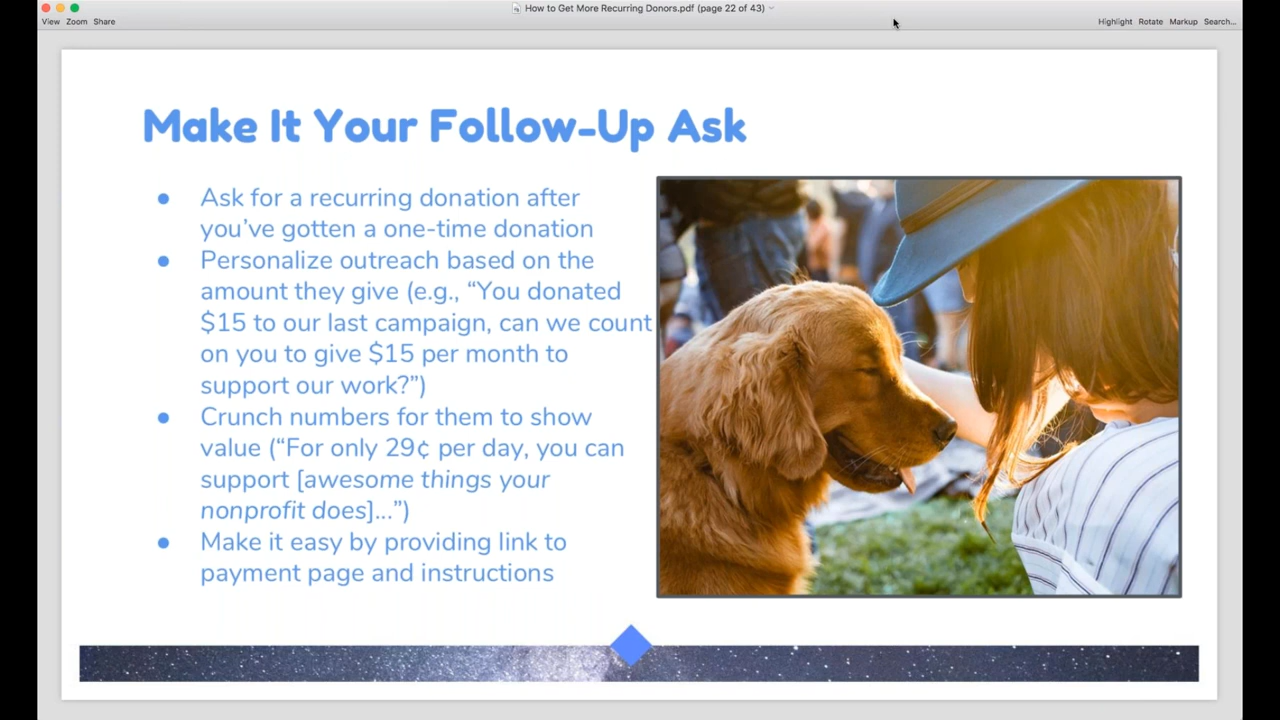 How to Get More Recurring Donors.pdf (page 22 of 43)
View Zoom Share
Highlight Rotate Markup Search...
Make It Your Follow-Up Ask
● Ask for a recurring donation after
you’ve gotten a one-time donation
● Personalize outreach based on the
amount they give (e.g., “You donated
$15 to our last campaign, can we count
on you to give $15 per month to
support our work?”)
● Crunch numbers for them to show
value (“For only 29¢ per day, you can
support [awesome things your
nonprofit does]...”)
● Make it easy by providing link to
payment page and instructions